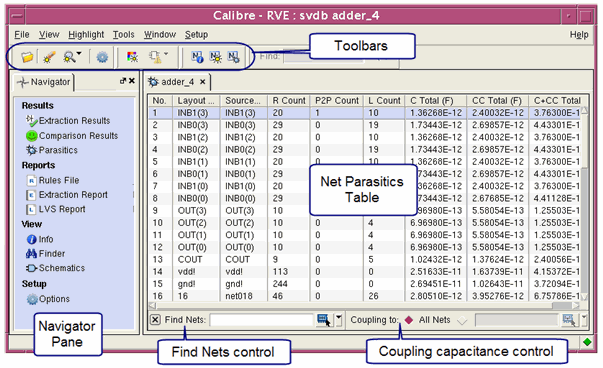 Calibre - RVE : svdb adder_4
File View Highlight Tools Window Setup Help
Find:
Toolbars
Navigator
adder_4
Results
Extraction Results
Comparison Results
Parasitics
Reports
Rules File
Extraction Report
LVS Report
View
Info
Finder
Schematics
Setup
Options
Navigator
Pane
No. Layout ... Source... R Count P2P Count L Count C Total (F) CC Total (F) C+CC Total
1 INB1(3) INB1(3) 20 1 10 1.36268E-12 2.40032E-12 3.76300E-1
2 INB0(3) INB0(3) 29 0 19 1.73443E-12 2.69857E-12 4.43301E-1
3 INB1(2) INB1(2) 20 0 10 1.36268E-12 2.40032E-12 3.76300E-1
4 INB0(2) INB0(2) 29 0 19 1.73443E-12 2.69857E-12 4.43301E-1
5 INB1(1) INB1(1) 20 0 10 1.36268E-12 2.40032E-12 3.76300E-1
6 INB0(1) INB0(1) 29 0 1.73443E-12 2.69857E-12 4.43301E-1
7 INB1(0) INB1(0) 20 0 1.36268E-12 2.40032E-12 3.76300E-1
8 INB0(0) INB0(0) 29 0 1.73443E-12 2.67685E-12 4.41128E-1
9 OUT(3) OUT(3) 10 0 6.96980E-13 5.58054E-13 1.25503E-1
10 OUT(2) OUT(2) 10 0 4 6.96980E-13 5.58054E-13 1.25503E-1
11 OUT(1) OUT(1) 10 0 4 6.96980E-13 5.58054E-13 1.25503E-1
12 OUT(0) OUT(0) 10 0 4 6.96980E-13 5.58054E-13 1.25503E-1
13 COUT COUT 9 0 5 1.02432E-12 1.37624E-12 2.40056E-1
14 vdd! vdd! 113 0 0 2.51633E-11 1.63739E-11 4.15372E-1
15 gnd! gnd! 244 0 0 2.69451E-11 1.02643E-11 3.72094E-1
16 16 net018 46 0 26 2.80510E-12 3.95276E-12 6.75786E-1
Net Parasitics
Table
Find Nets: Coupling to: All Nets
Find Nets control
Coupling capacitance control